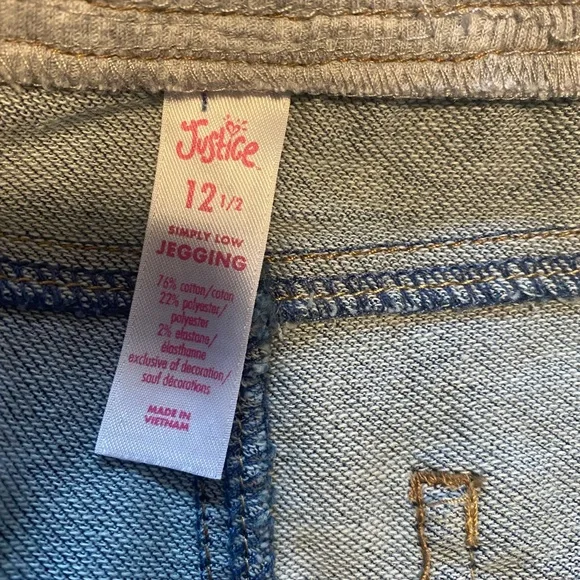 Justice
12 1/2
SIMPLY LOW
JEGGING
76% cotton/coton
22% polyester/
polyester
2% elastane/
élasthanne
exclusive of decoration/
sauf décorations
MADE IN
VIETNAM